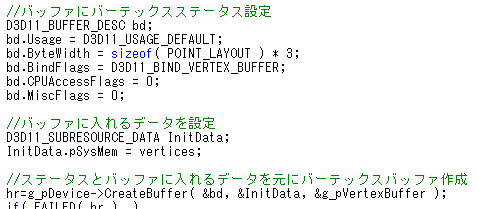 //バッファにバーテックスステータス設定
D3D11_BUFFER_DESC bd;
bd.Usage = D3D11_USAGE_DEFAULT;
bd.ByteWidth = sizeof( POINT_LAYOUT ) * 3;
bd.BindFlags = D3D11_BIND_VERTEX_BUFFER;
bd.CPUAccessFlags = 0;
bd.MiscFlags = 0;
//バッファに入れるデータを設定
D3D11_SUBRESOURCE_DATA InitData;
InitData.pSysMem = vertices;
//ステータスとバッファに入れるデータを元にバーテックスバッファ作成
hr=g_pDevice->CreateBuffer( &bd, &InitData, &g_pVertexBuffer );
if( FAILED( hr ) )